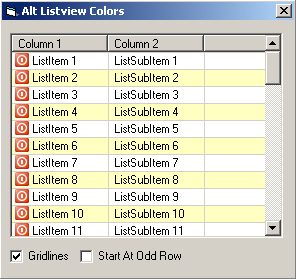 Alt Listview Colors
Column 1 Column 2
ListItem 1 ListSubItem 1
ListItem 2 ListSubItem 2
ListItem 3 ListSubItem 3
ListItem 4 ListSubItem 4
ListItem 5 ListSubItem 5
ListItem 6 ListSubItem 6
ListItem 7 ListSubItem 7
ListItem 8 ListSubItem 8
ListItem 9 ListSubItem 9
ListItem 10 ListSubItem 10
ListItem 11 ListSubItem 11
Gridlines Start At Odd Row